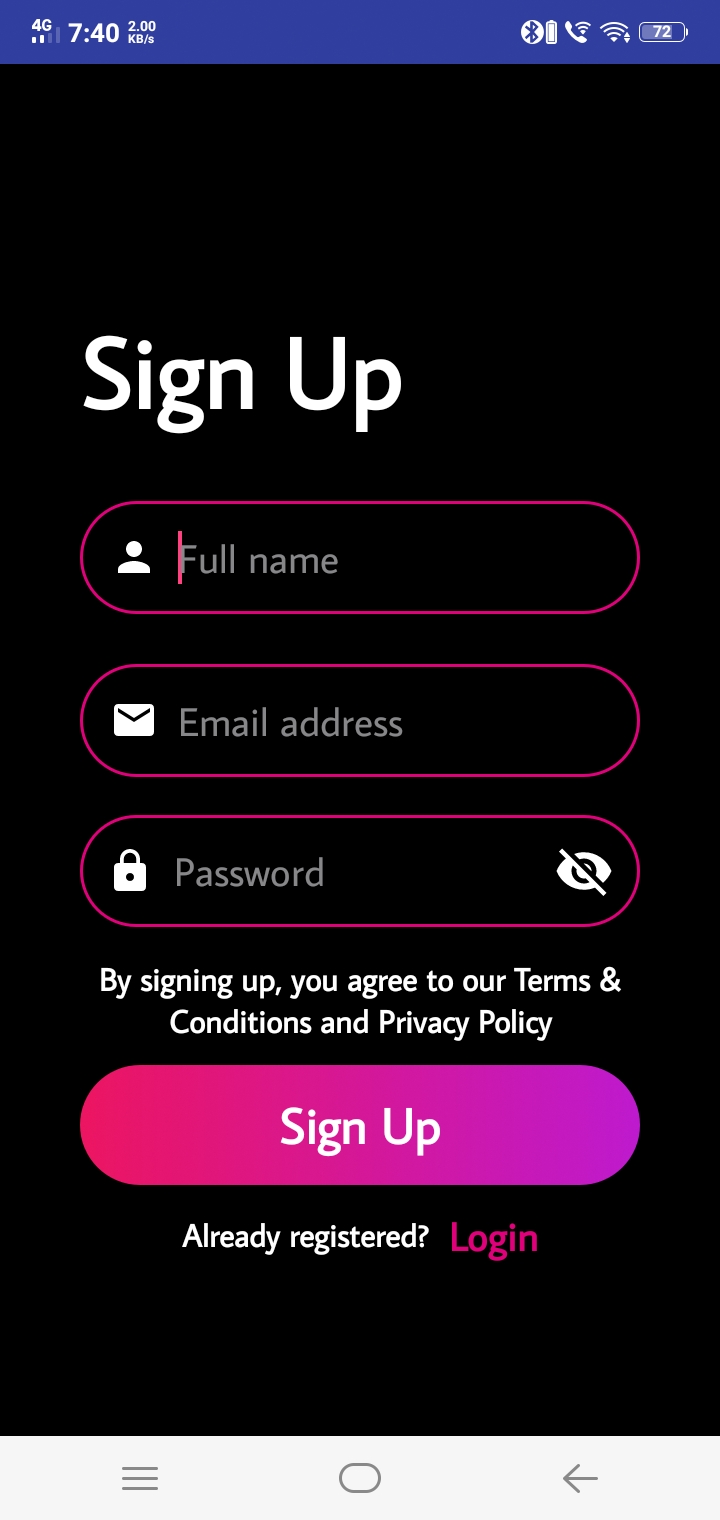 4G 7:40 2.00 KB/s 72
Sign Up
Full name
Email address
Password
By signing up, you agree to our Terms &
Conditions and Privacy Policy
Sign Up
Already registered? Login